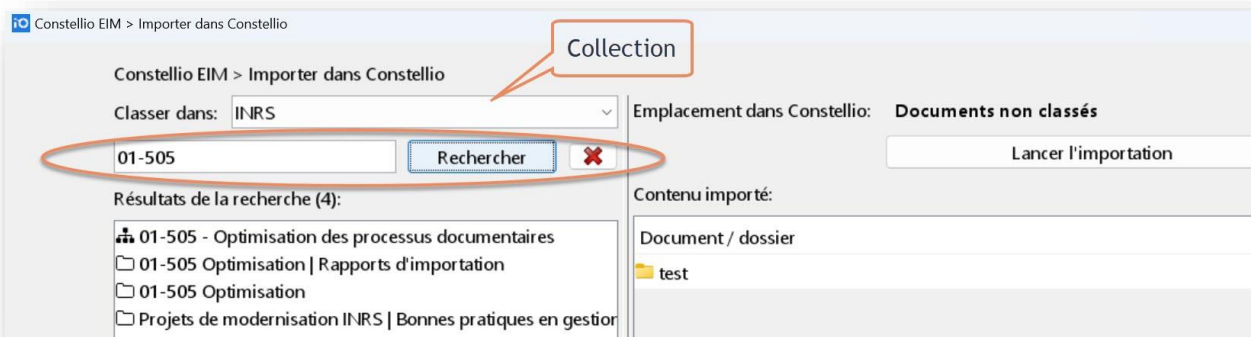 iO Constellio EIM > Importer dans Constellio
Collection
Constellio EIM > Importer dans Constellio
Classer dans: INRS
01-505 Rechercher
Résultats de la recherche (4):
01-505 - Optimisation des processus documentaires
01-505 Optimisation | Rapports d'importation
01-505 Optimisation
Projets de modernisation INRS | Bonnes pratiques en gestion
Emplacement dans Constellio: Documents non classés
Lancer l'importation
Contenu importé:
Document / dossier
test